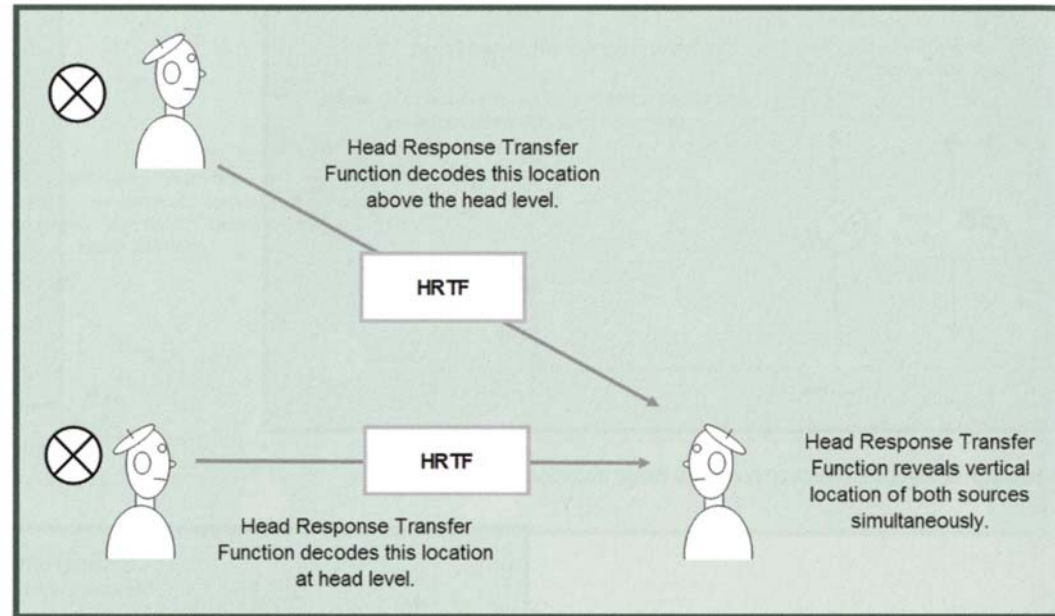 Head Response Transfer
Function decodes this location
above the head level.
HRTF
HRTF
Head Response Transfer
Function reveals vertical
location of both sources
simultaneously.
Head Response Transfer
Function decodes this location
at head level.